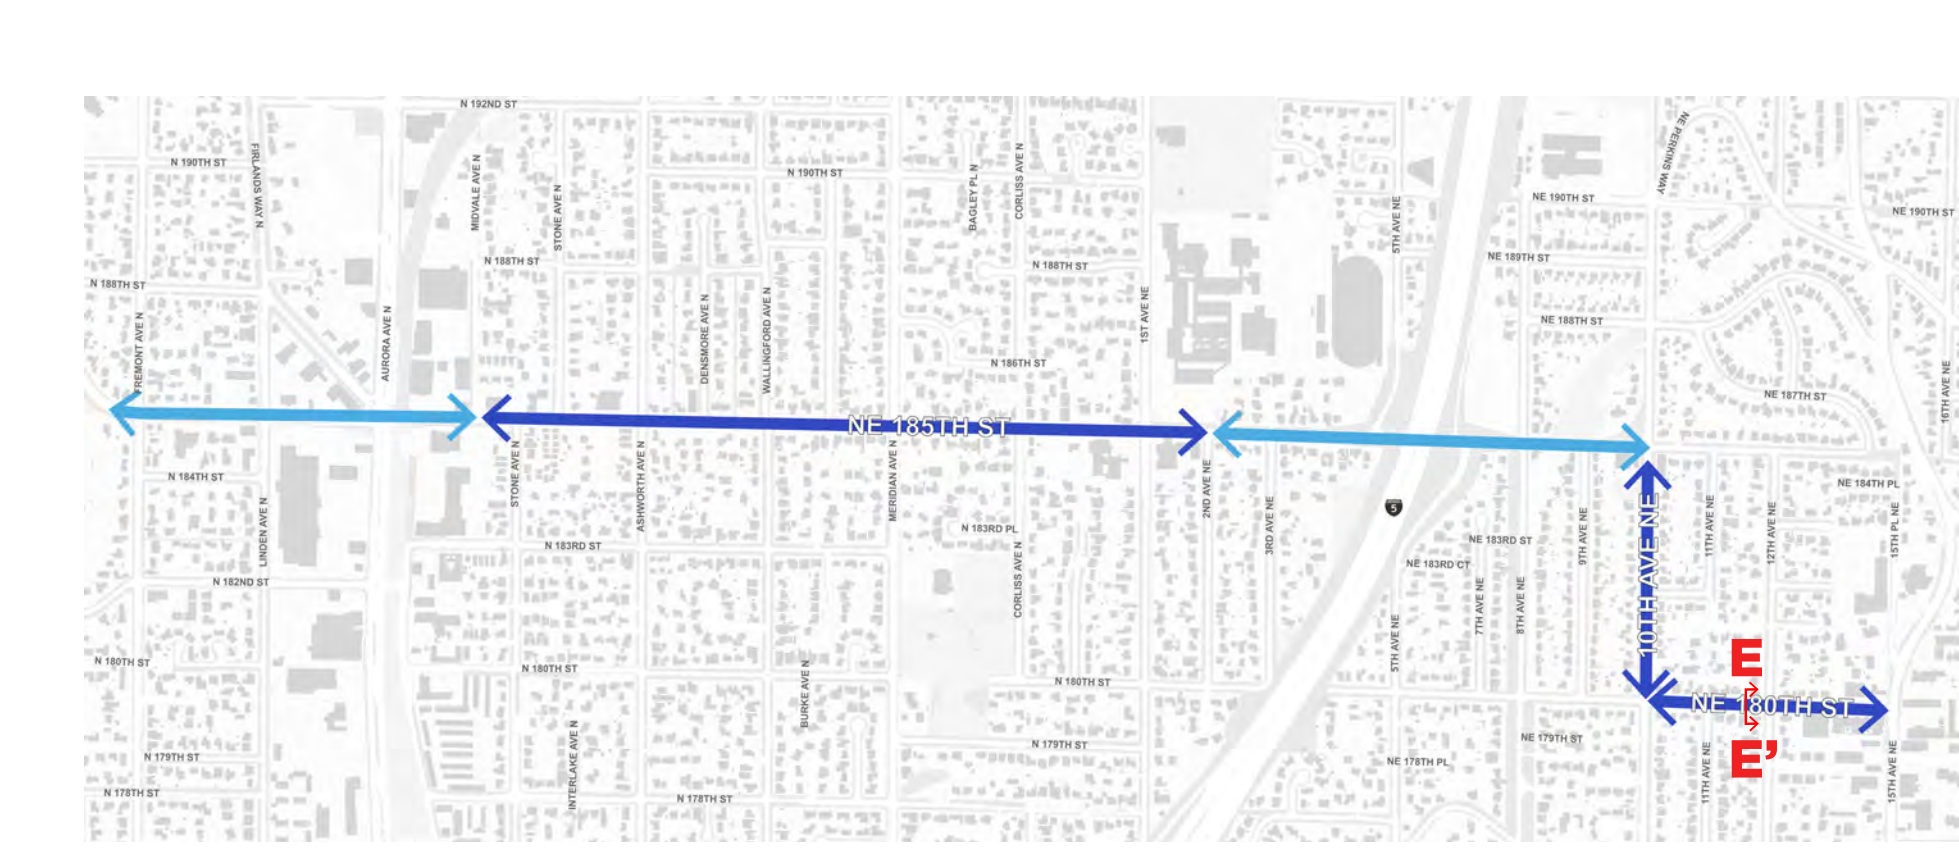 N 192ND ST
FIRLANDS WAY N
N 190TH ST
MIDVALE AVE N
STONE AVE N
N 190TH ST
BAGLEY PL N
CORLISS AVE N
NE PERKINS WAY
5TH AVE NE
NE 190TH ST
NE 190TH ST
N 188TH ST
N 188TH ST
N 188TH ST
NE 189TH ST
FREMONT AVE N
AURORA AVE N
DENSMORE AVE N
WALLINGFORD AVE N
1ST AVE NE
NE 188TH ST
N 186TH ST
16TH AVE NE
NE 187TH ST
NE 185TH ST
N 184TH ST
LINDEN AVE N
STONE AVE N
ASHWORTH AVE N
MERIDIAN AVE N
2ND AVE NE
3RD AVE NE
5
NE 184TH PL
N 183RD PL
N 183RD ST
CORLISS AVE N
NE 183RD ST
NE 183RD CT
9TH AVE NE
10TH AVE NE
11TH AVE NE
12TH AVE NE
15TH PL NE
N 182ND ST
5TH AVE NE
7TH AVE NE
8TH AVE NE
N 180TH ST
N 180TH ST
BURKE AVE N
N 180TH ST
E
NE 180TH ST
E’
INTERLAKE AVE N
N 179TH ST
N 179TH ST
NE 179TH ST
NE 178TH PL
11TH AVE NE
15TH AVE NE
N 178TH ST
N 178TH ST